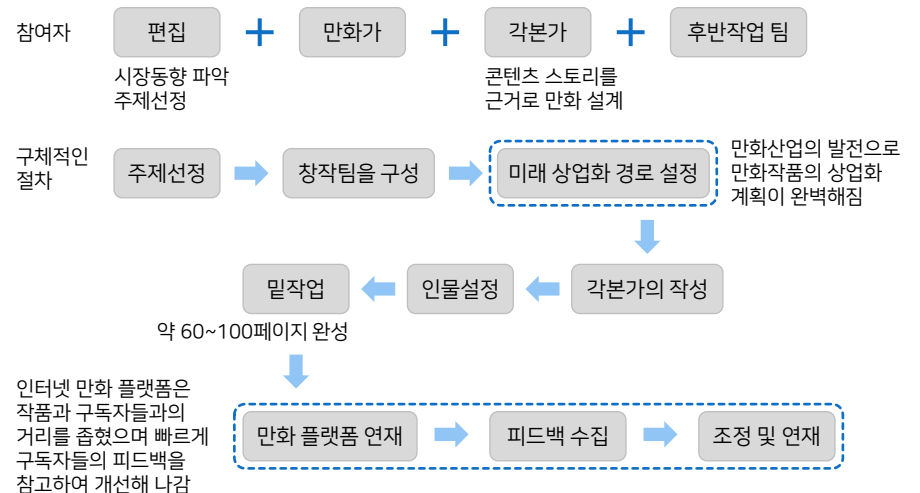 참여자
편집
+
만화가
+
각본가
+
후반작업 팀
시장동향 파악
주제선정
콘텐츠 스토리를
근거로 만화 설계
구체적인
절차
주제선정
창작팀을 구성
미래 상업화 경로 설정
만화산업의 발전으로
만화작품의 상업화
계획이 완벽해짐
각본가의 작성
인물설정
밑작업
약 60~100페이지 완성
인터넷 만화 플랫폼은
작품과 구독자들과의
거리를 좁혔으며 빠르게
구독자들의 피드백을
참고하여 개선해 나감
만화 플랫폼 연재
피드백 수집
조정 및 연재